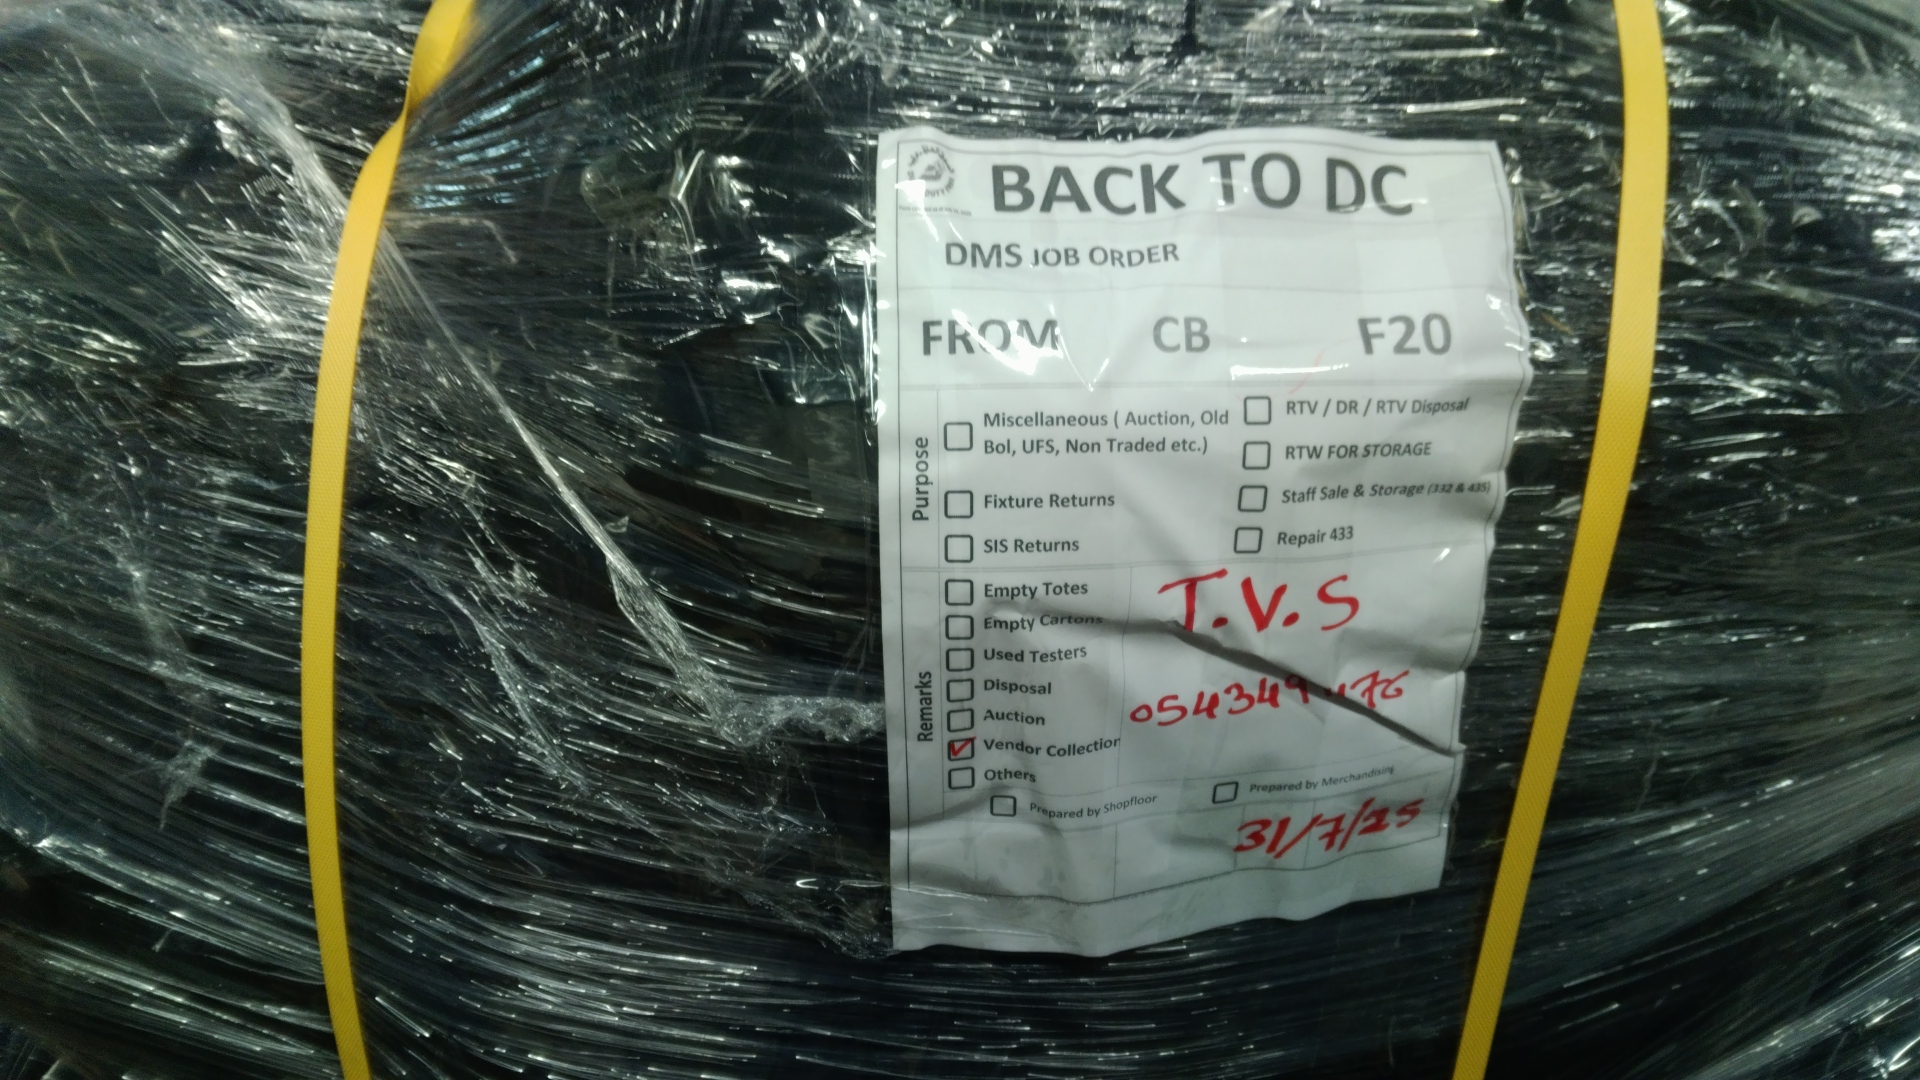 BACK TO DC
DMS JOB ORDER
FROM CB F20
Purpose
Miscellaneous ( Auction, Old
Bol, UFS, Non Traded etc.)
Fixture Returns
SIS Returns
RTV / DR / RTV Disposal
RTW FOR STORAGE
Staff Sale & Storage (332 & 435)
Repair 433
Remarks
Empty Totes
Empty Cartons
Used Testers
Disposal
Auction
Vendor Collection
Others
T.V.S
Prepared by Shopfloor
Prepared by Merchandising
31/7/25